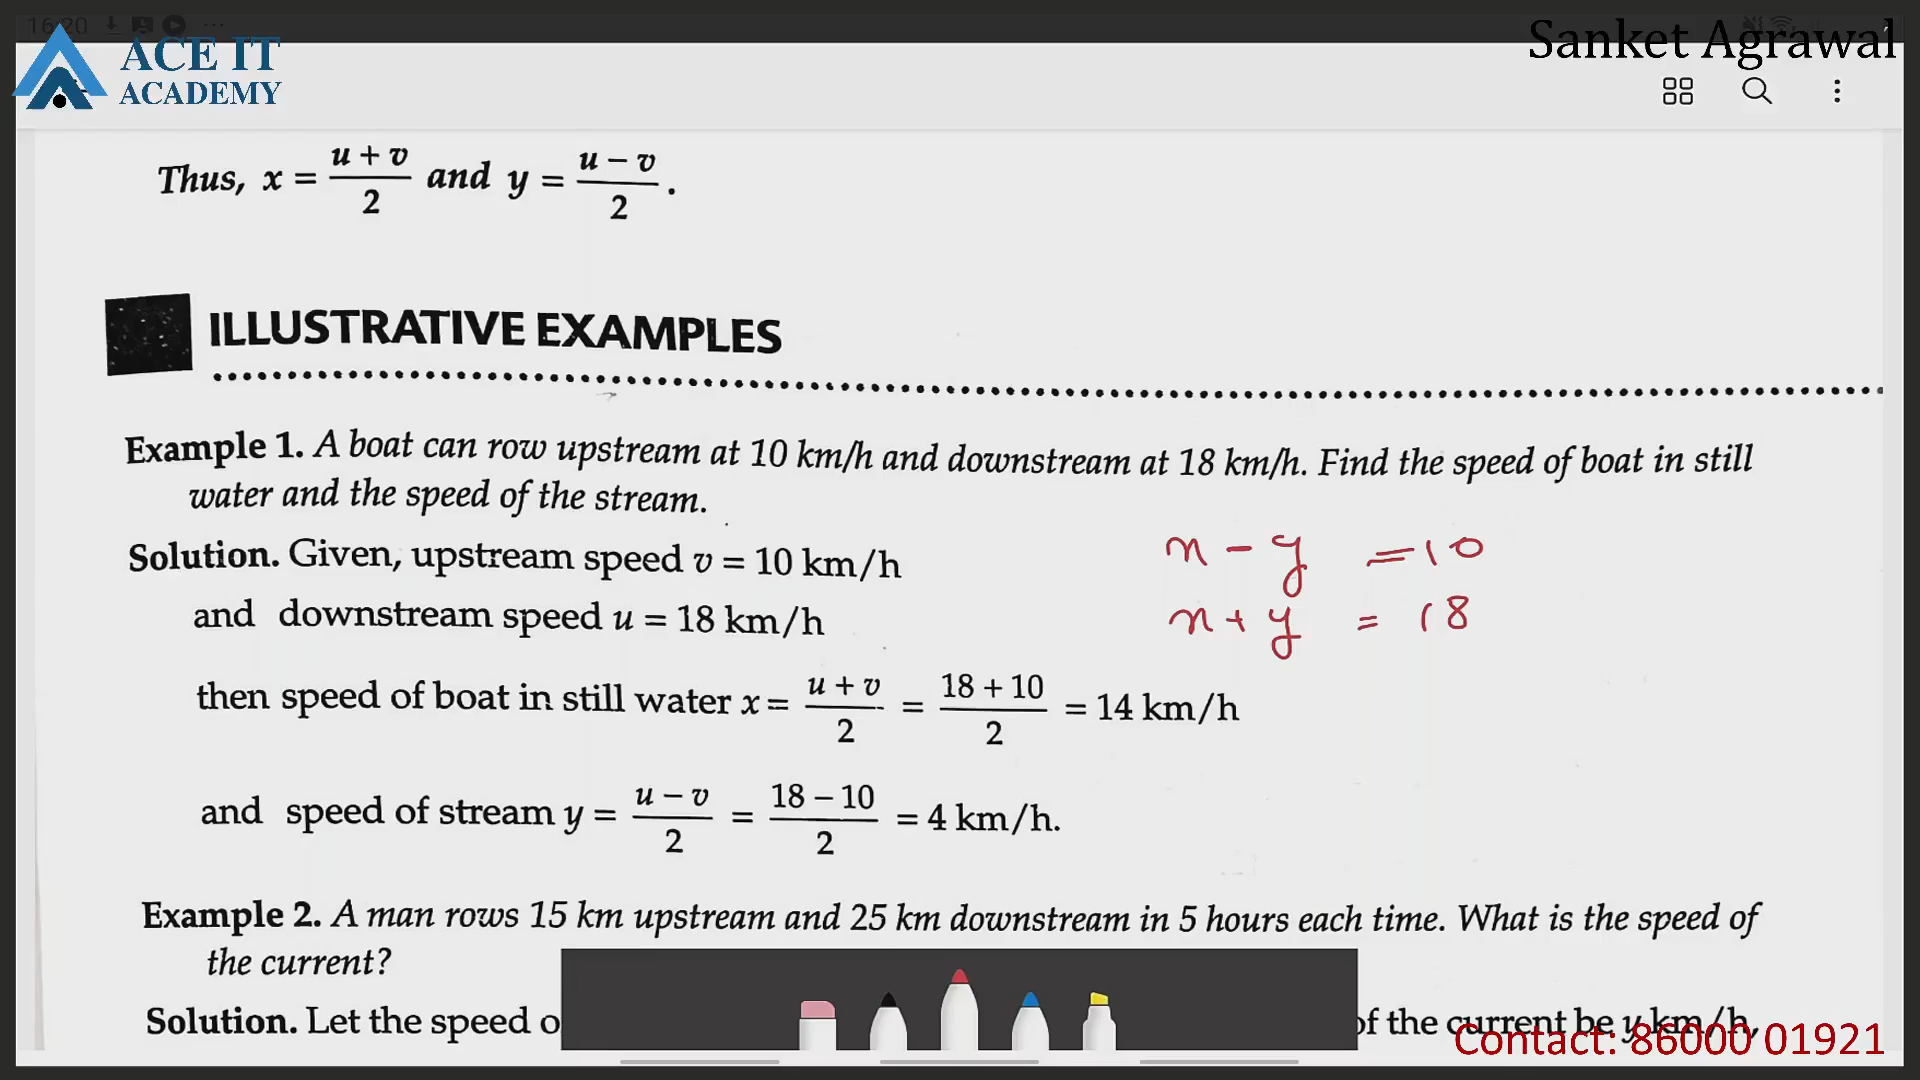 16:20
Sanket Agrawal
ACE IT
ACADEMY
Thus, x = u + v / 2 and y = u − v / 2 .
ILLUSTRATIVE EXAMPLES
Example 1. A boat can row upstream at 10 km/h and downstream at 18 km/h. Find the speed of boat in still
water and the speed of the stream.
Solution. Given, upstream speed v = 10 km/h
x − y = 10
and downstream speed u = 18 km/h
x + y = 18
then speed of boat in still water x = u + v / 2 = 18 + 10 / 2 = 14 km/h
and speed of stream y = u − v / 2 = 18 − 10 / 2 = 4 km/h.
Example 2. A man rows 15 km upstream and 25 km downstream in 5 hours each time. What is the speed of
the current?
Solution. Let the speed o
of the current be y km/h,
Contact: 86000 01921